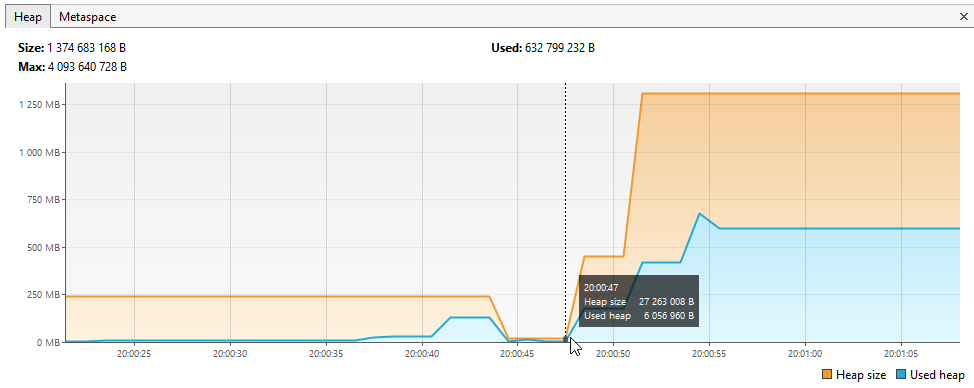 Heap Metaspace ×
Size: 1 374 683 168 B Used: 632 799 232 B
Max: 4 093 640 728 B
1 250 MB
1 000 MB
750 MB
500 MB
250 MB
0 MB
20:00:47
Heap size 27 263 008 B
Used heap 6 056 960 B
20:00:25 20:00:30 20:00:35 20:00:40 20:00:45 20:00:50 20:00:55 20:01:00 20:01:05
Heap size Used heap